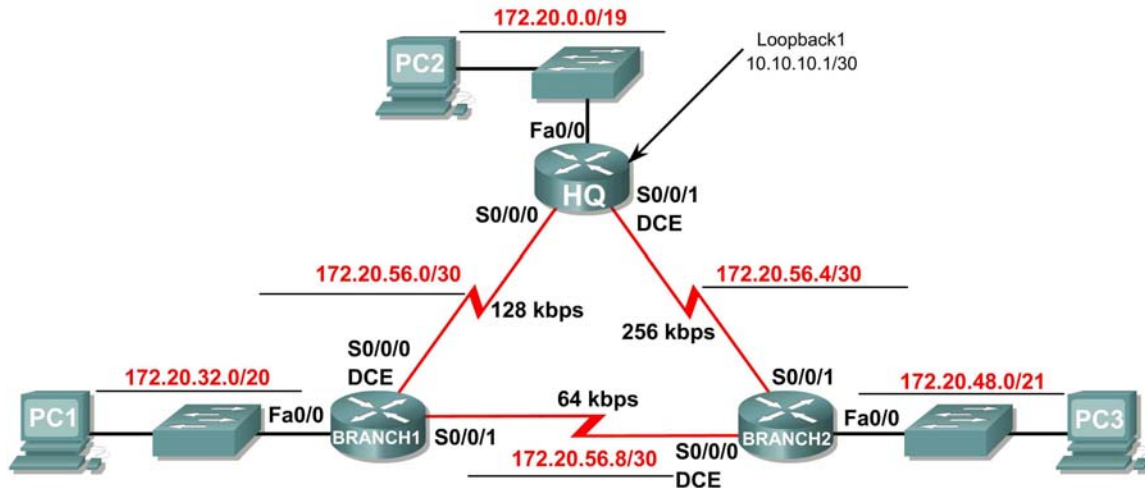 172.20.0.0/19
Loopback1
10.10.10.1/30
PC2
Fa0/0
HQ
S0/0/0
S0/0/1
DCE
172.20.56.0/30
172.20.56.4/30
128 kbps
256 kbps
S0/0/0
DCE
S0/0/1
172.20.32.0/20
172.20.48.0/21
PC1
Fa0/0
BRANCH1
S0/0/1
64 kbps
BRANCH2
Fa0/0
PC3
S0/0/0
DCE
172.20.56.8/30